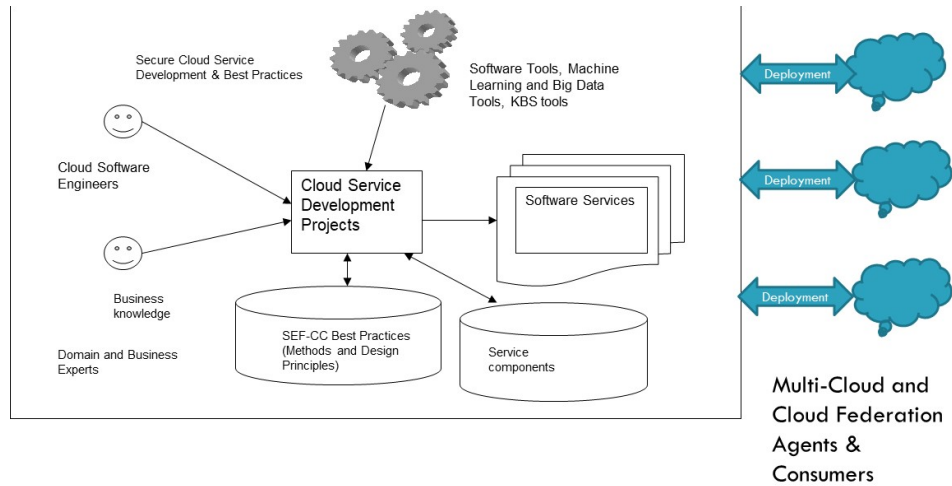 Secure Cloud Service
Development & Best Practices
Software Tools, Machine
Learning and Big Data
Tools, KBS tools
Cloud Software
Engineers
Cloud Service
Development
Projects
Software Services
Business
knowledge
Domain and Business
Experts
SEF-CC Best Practices
(Methods and Design
Principles)
Service
components
Deployment
Deployment
Deployment
Multi-Cloud and
Cloud Federation
Agents &
Consumers